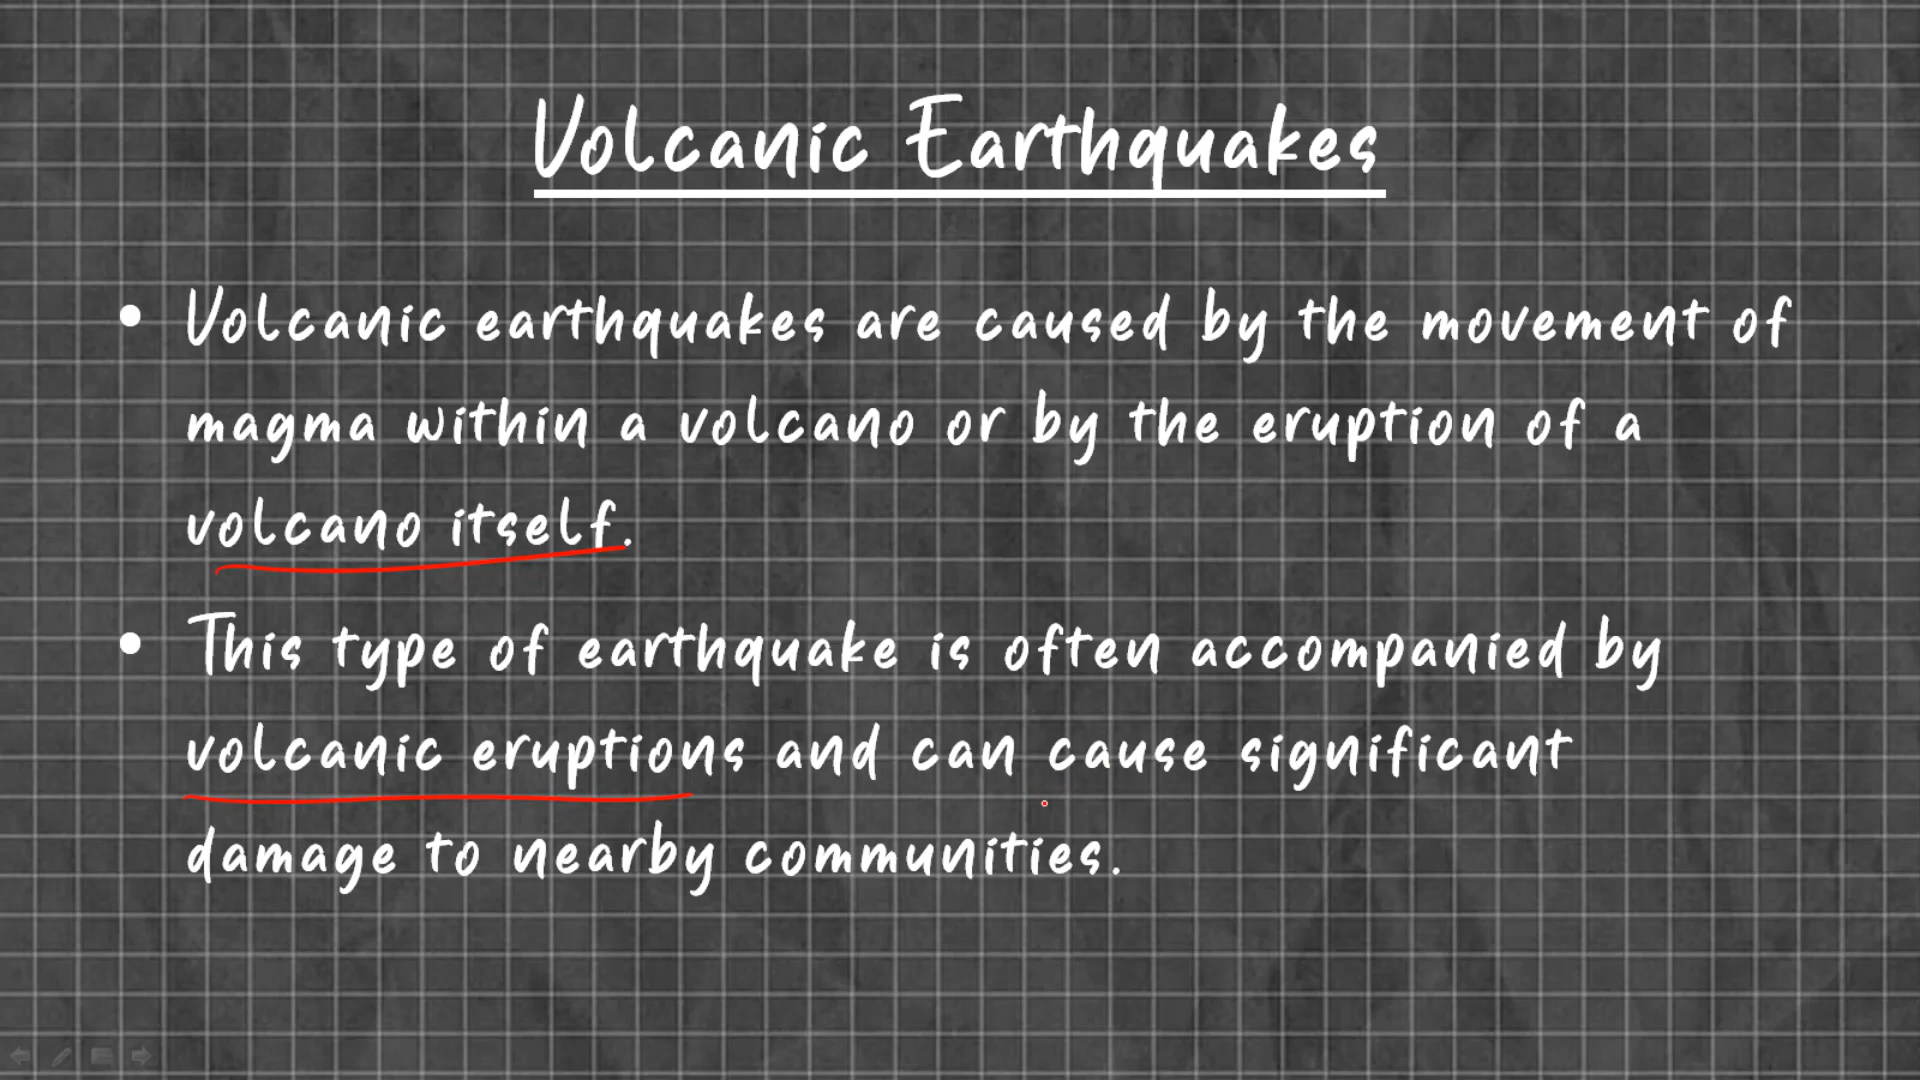 Volcanic Earthquakes
• Volcanic earthquakes are caused by the movement of
magma within a volcano or by the eruption of a
volcano itself.
• This type of earthquake is often accompanied by
volcanic eruptions and can cause significant
damage to nearby communities.